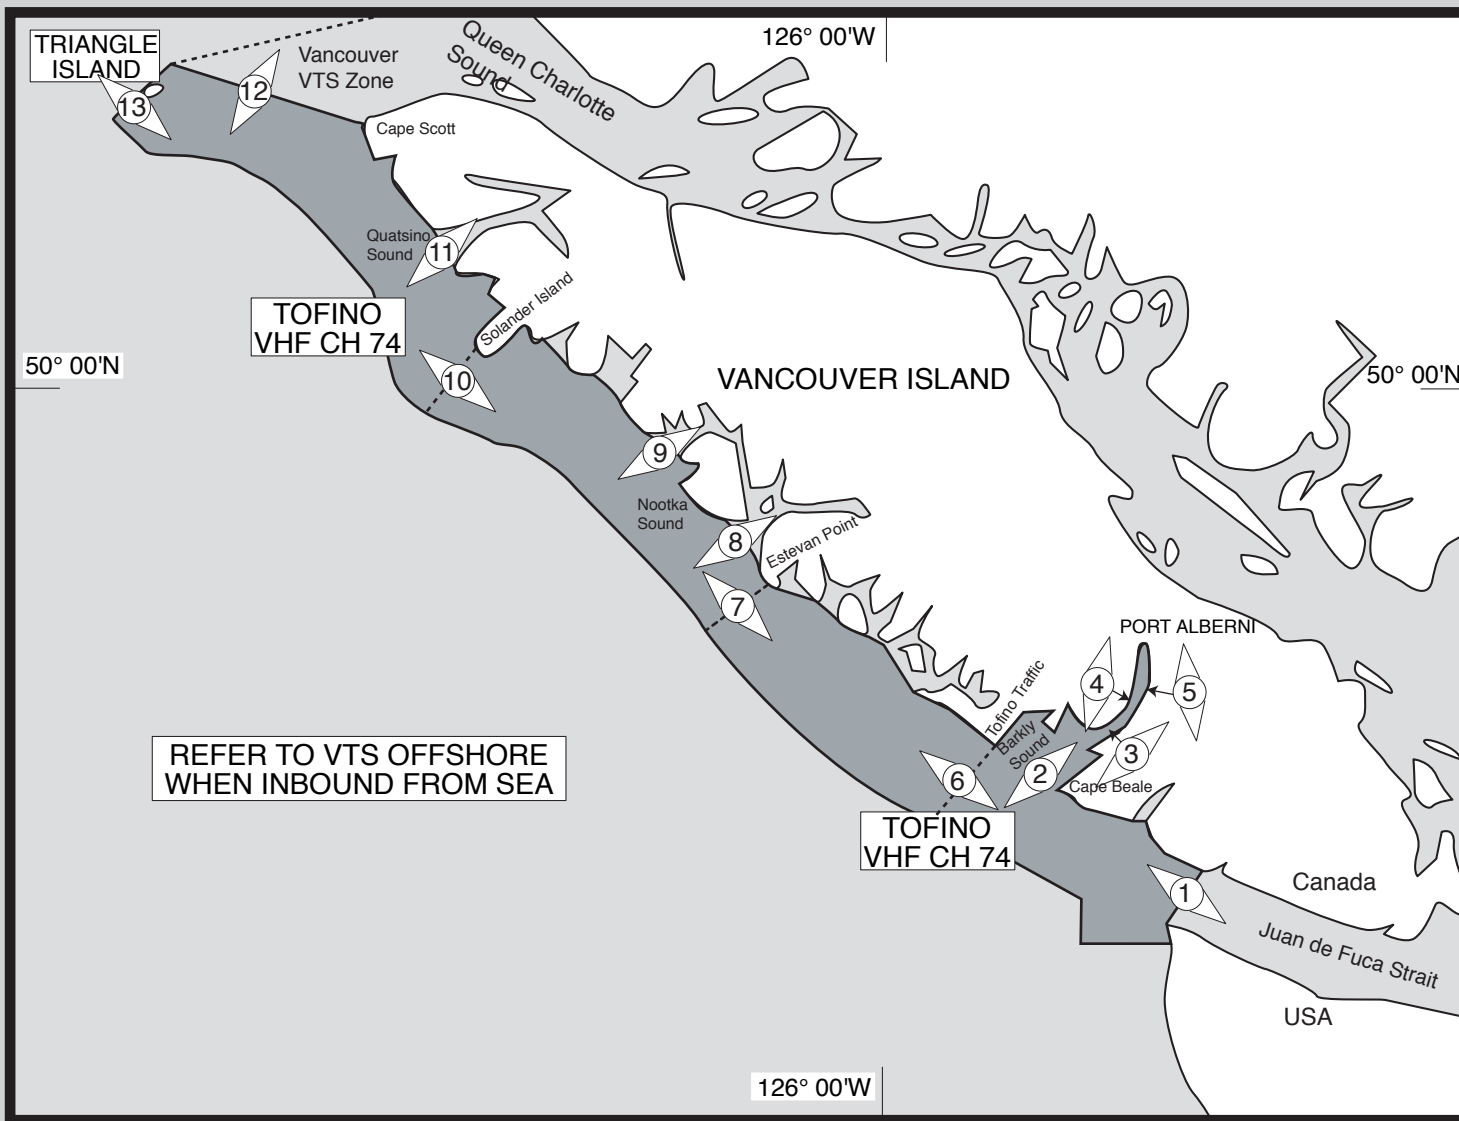 TRIANGLE
ISLAND
13
12
Vancouver
VTS Zone
Queen Charlotte
Sound
126° 00'W
Cape Scott
Quatsino
Sound
11
TOFINO
VHF CH 74
Solander Island
50° 00'N
10
VANCOUVER ISLAND
50° 00'N
9
Nootka
Sound
8
Estevan Point
7
PORT ALBERNI
4
5
Tofino Traffic
Barkly
Sound
3
2
6
Cape Beale
REFER TO VTS OFFSHORE
WHEN INBOUND FROM SEA
TOFINO
VHF CH 74
1
Canada
Juan de Fuca Strait
USA
126° 00'W